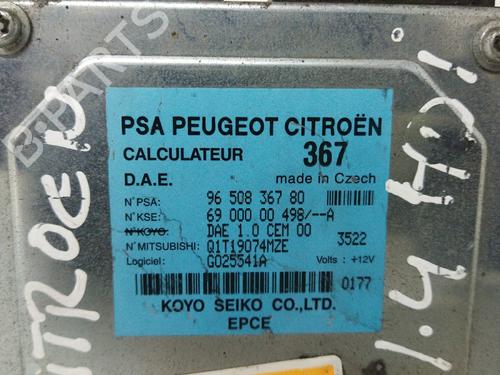 PSA PEUGEOT CITROËN
CALCULATEUR 367
D.A.E. made in Czech
N°PSA: 96 508 367 80
N°KSE: 69 000 00 498/--A
N°KOYO: DAE 1.0 CEM 00
N°MITSUBISHI: Q1T19074MZE 3522
Logiciel: G025541A Volts : +12V
0177
KOYO SEIKO CO.,LTD.
EPCE
CITROEN
1.4 HDI
B-PARTS